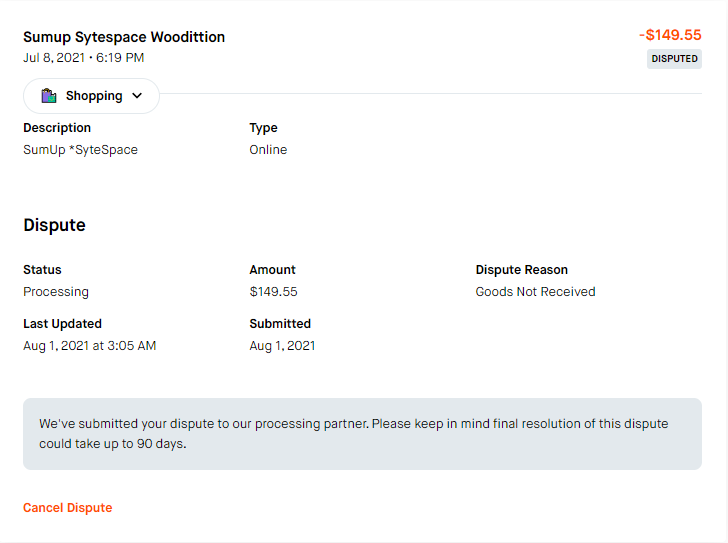 Sumup Sytespace Woodittion
-$149.55
Jul 8, 2021 • 6:19 PM
DISPUTED
Shopping
Description
Type
SumUp *SyteSpace
Online
Dispute
Status
Amount
Dispute Reason
Processing
$149.55
Goods Not Received
Last Updated
Submitted
Aug 1, 2021 at 3:05 AM
Aug 1, 2021
We've submitted your dispute to our processing partner. Please keep in mind final resolution of this dispute
could take up to 90 days.
Cancel Dispute